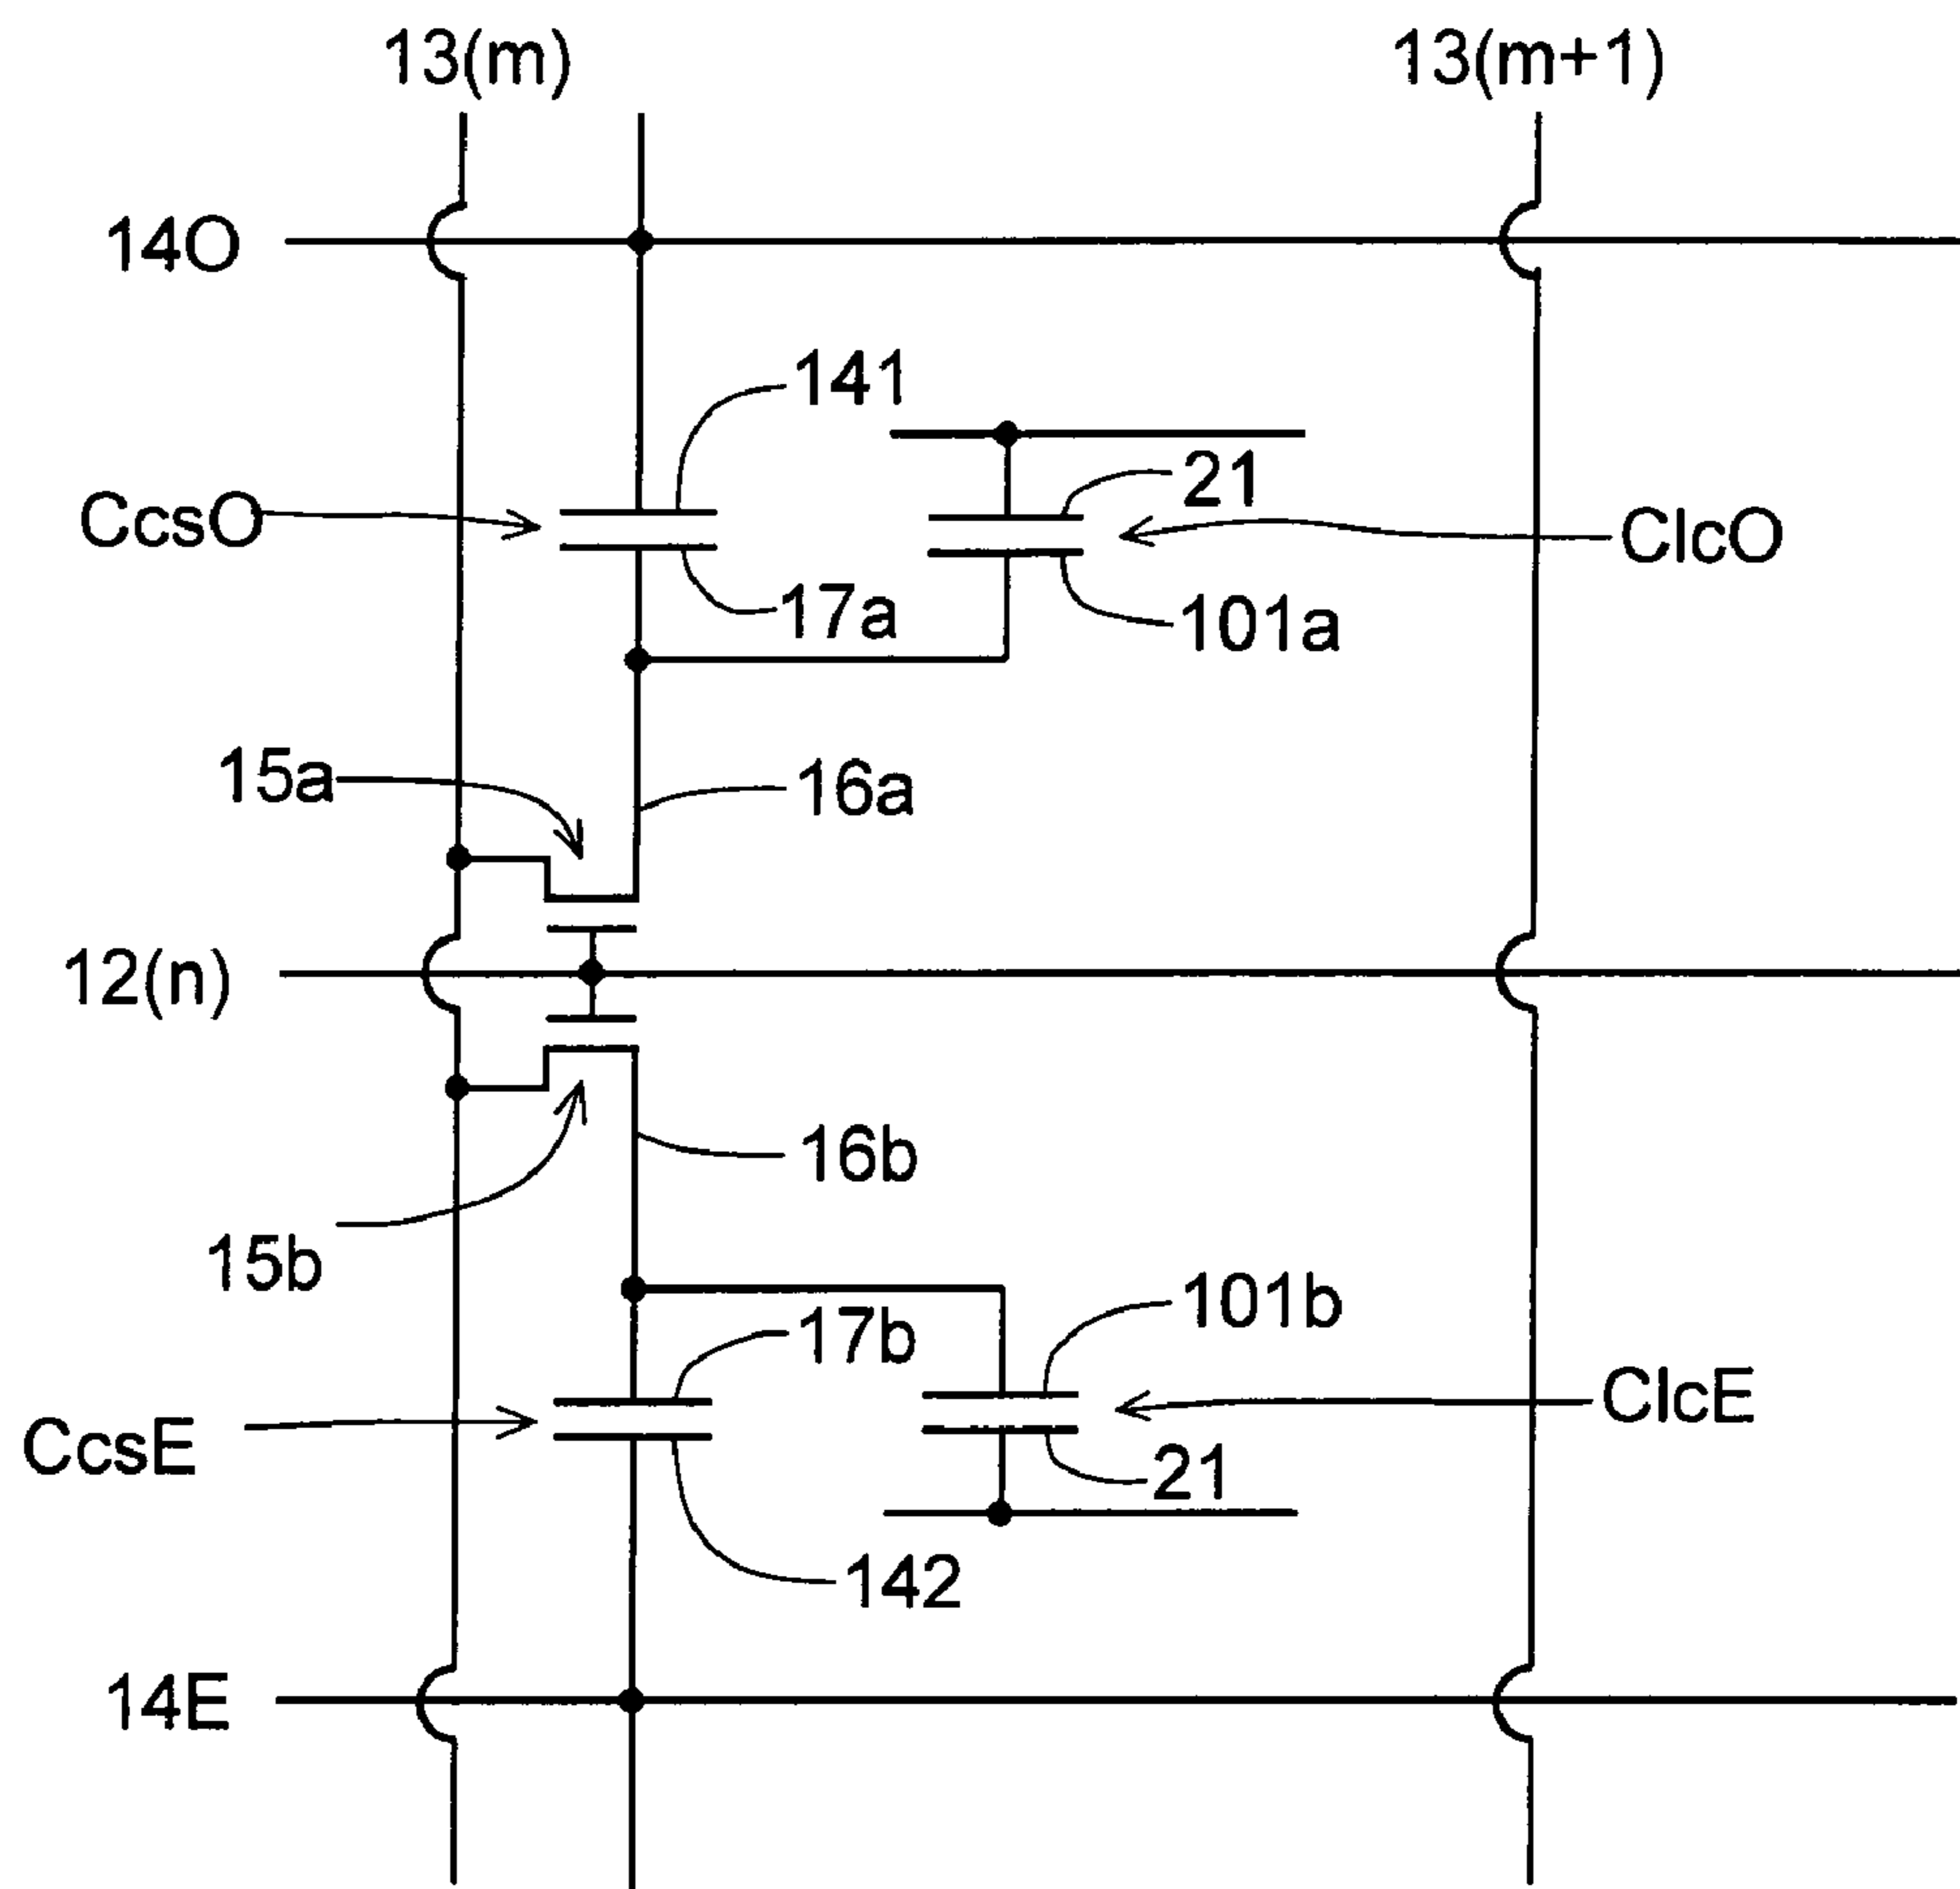 13(m)
13(m+1)
14O
141
21
CcsO
ClcO
17a
101a
15a
16a
12(n)
16b
15b
101b
17b
ClcE
CcsE
21
142
14E